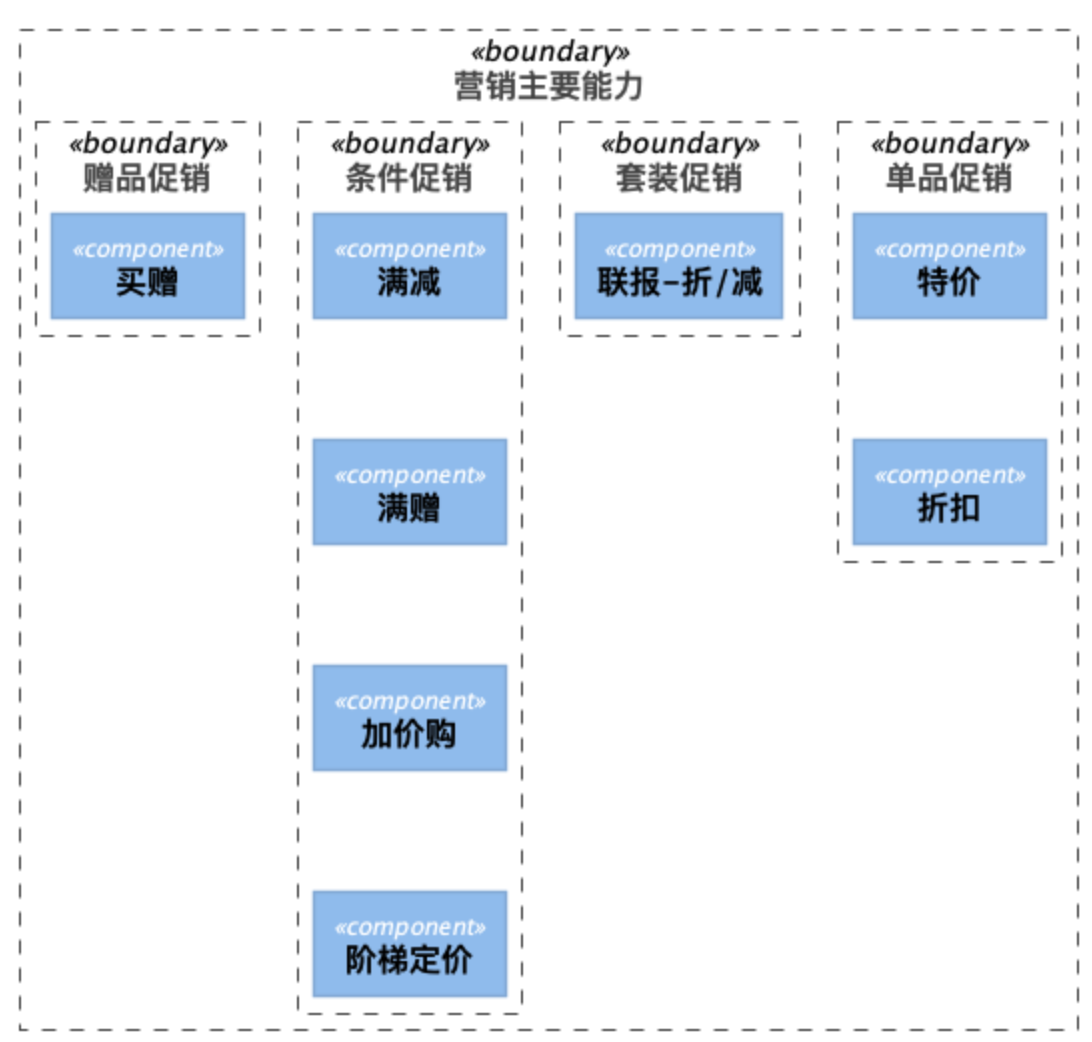 «boundary»
营销主要能力
«boundary»
赠品促销
«component»
买赠
«boundary»
条件促销
«component»
满减
«component»
满赠
«component»
加价购
«component»
阶梯定价
«boundary»
套装促销
«component»
联报-折/减
«boundary»
单品促销
«component»
特价
«component»
折扣